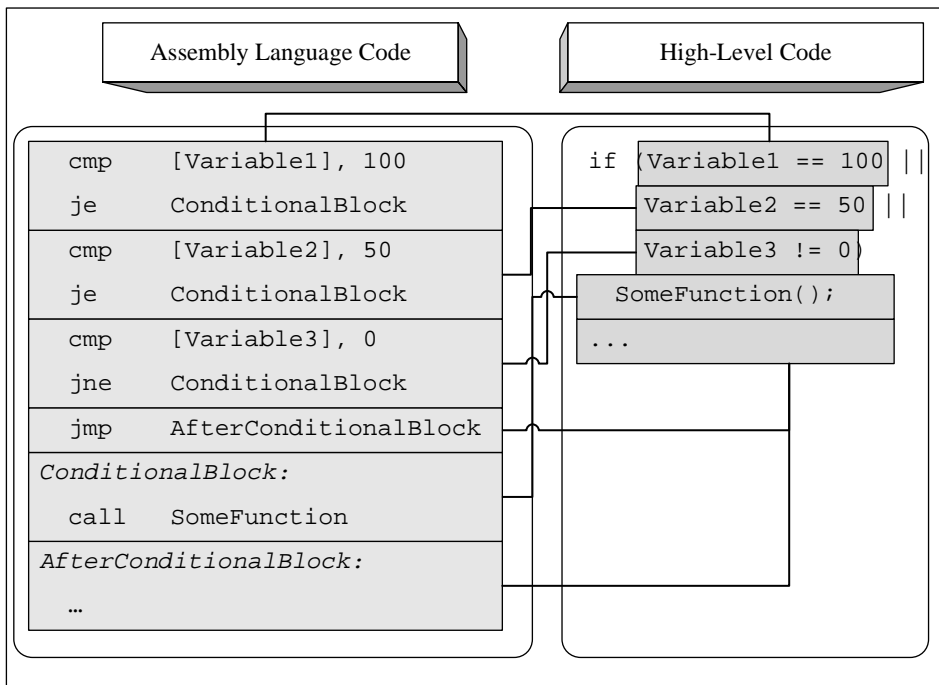 Assembly Language Code
High-Level Code
cmp [Variable1], 100
je ConditionalBlock
cmp [Variable2], 50
je ConditionalBlock
cmp [Variable3], 0
jne ConditionalBlock
jmp AfterConditionalBlock
ConditionalBlock:
call SomeFunction
AfterConditionalBlock:
…
if (Variable1 == 100 ||
Variable2 == 50 ||
Variable3 != 0)
SomeFunction();
...